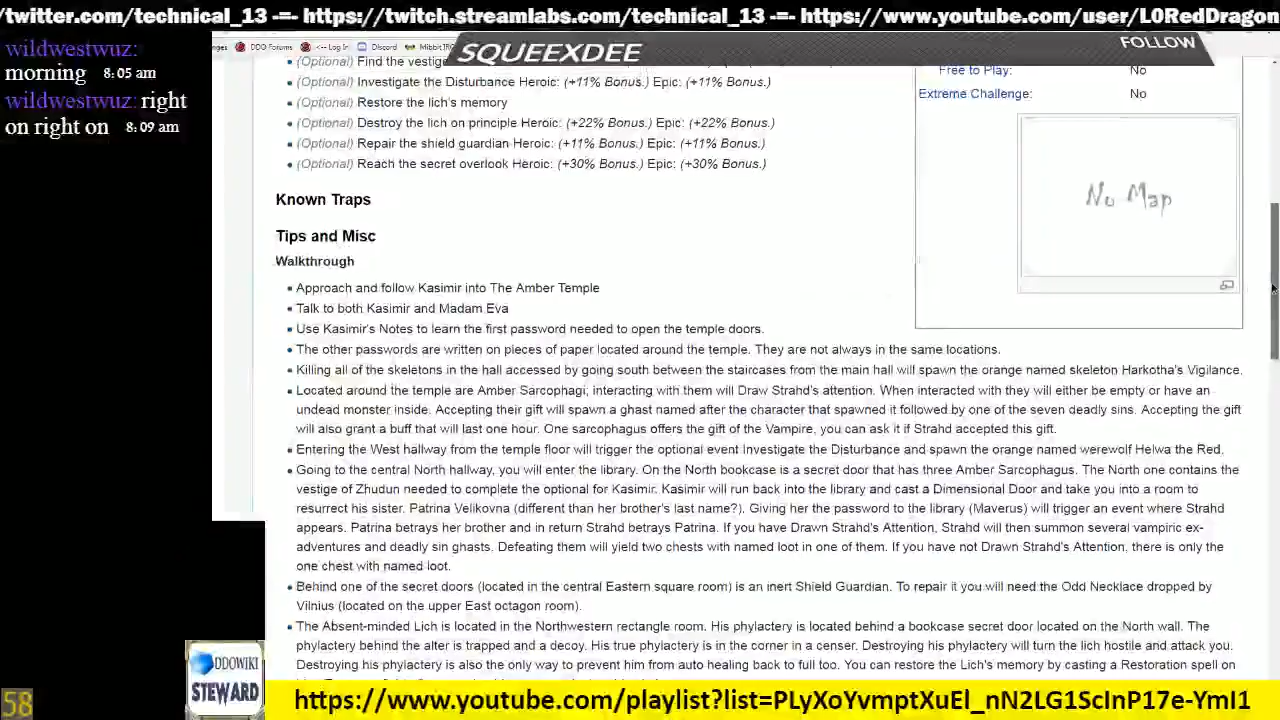 /twitter.com/technical_13 -=- https://twitch.streamlabs.com/technical_13 -=- https://www.youtube.com/user/L0RedDragon
wildwestwuz:
morning 8:05 am
wildwestwuz: right
on right on 8:09 am
DDO Forums <-- Log In Discord
SQUEEXDEE
FOLLOW
(Optional) Find the
Investigate the Disturbance Heroic: (+11% Bonus.) Epic: (+11% Bonus.)
(Optional) Restore the lich's memory
(Optional) Destroy the lich on principle Heroic: (+22% Bonus.) Epic: (+22% Bonus.)
(Optional) Repair the shield guardian Heroic: (+11% Bonus.) Epic: (+11% Bonus.)
(Optional) Reach the secret overlook Heroic: (+30% Bonus.) Epic: (+30% Bonus.)
Free to Play: No
Extreme Challenge: No
No Map
Known Traps
Tips and Misc
Walkthrough
Approach and follow Kasimir into The Amber Temple
Talk to both Kasimir and Madam Eva
Use Kasimir's Notes to learn the first password needed to open the temple doors.
The other passwords are written on pieces of paper located around the temple. They are not always in the same locations.
Killing all of the skeletons in the hall accessed by going south between the staircases from the main hall will spawn the orange named skeleton Harkotha's Vigilance.
Located around the temple are Amber Sarcophagi, interacting with them will Draw Strahd's attention. When interacted with they will either be empty or have an
undead monster inside. Accepting their gift will spawn a ghast named after the character that spawned it followed by one of the seven deadly sins. Accepting the gift
will also grant a buff that will last one hour. One sarcophagus offers the gift of the Vampire, you can ask it if Strahd accepted this gift.
Entering the West hallway from the temple floor will trigger the optional event Investigate the Disturbance and spawn the orange named werewolf Helwa the Red.
Going to the central North hallway, you will enter the library. On the North bookcase is a secret door that has three Amber Sarcophagus. The North one contains the
vestige of Zhudun needed to complete the optional for Kasimir. Kasimir will run back into the library and cast a Dimensional Door and take you into a room to
resurrect his sister. Patrina Velikovna (different than her brother's last name?). Giving her the password to the library (Maverus) will trigger an event where Strahd
appears. Patrina betrays her brother and in return Strahd betrays Patrina. If you have Drawn Strahd's Attention, Strahd will then summon several vampiric ex-
adventures and deadly sin ghasts. Defeating them will yield two chests with named loot in one of them. If you have not Drawn Strahd's Attention, there is only the
one chest with named loot.
Behind one of the secret doors (located in the central Eastern square room) is an inert Shield Guardian. To repair it you will need the Odd Necklace dropped by
Vilnius (located on the upper East octagon room).
The Absent-minded Lich is located in the Northwestern rectangle room. His phylactery is located behind a bookcase secret door located on the North wall. The
phylactery behind the alter is trapped and a decoy. His true phylactery is in the corner in a censer. Destroying his phylactery will turn the lich hostile and attack you.
Destroying his phylactery is also the only way to prevent him from auto healing back to full too. You can restore the Lich's memory by casting a Restoration spell on
DDOWIKI
STEWARD
58
https://www.youtube.com/playlist?list=PLyXoYvmptXuEl_nN2LG1ScInP17e-YmI1